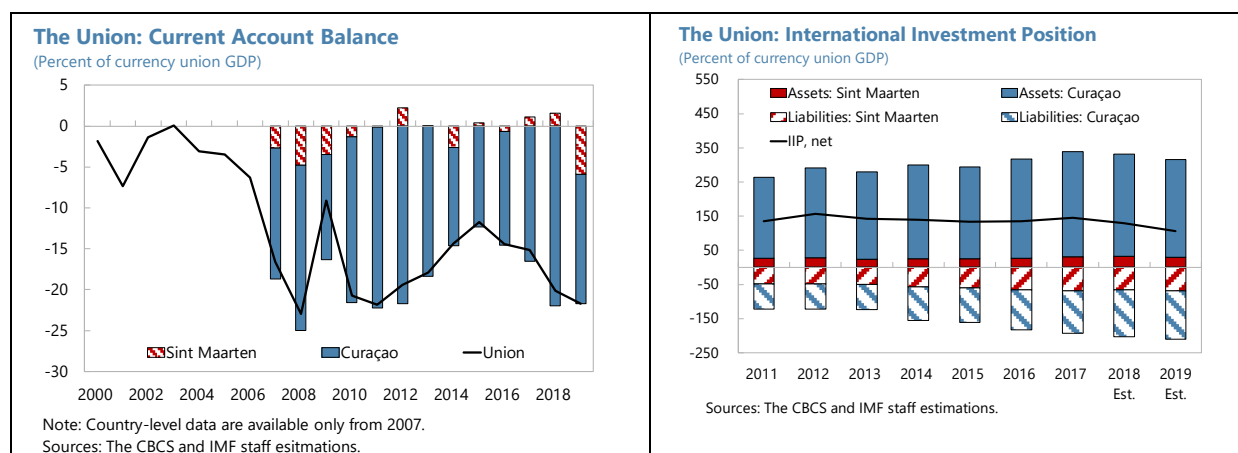 The Union: Current Account Balance
(Percent of currency union GDP)
5
0
-5
-10
-15
-20
-25
-30
Sint Maarten Curaçao Union
2000 2002 2004 2006 2008 2010 2012 2014 2016 2018
Note: Country-level data are available only from 2007.
Sources: The CBCS and IMF staff esitmations.
The Union: International Investment Position
(Percent of currency union GDP)
550
450
350
250
150
50
-50
-150
-250
Assets: Sint Maarten Assets: Curaçao
Liabilities: Sint Maarten Liabilities: Curaçao
IIP, net
2011 2012 2013 2014 2015 2016 2017 2018 2019
Est. Est.
Sources: The CBCS and IMF staff estimations.